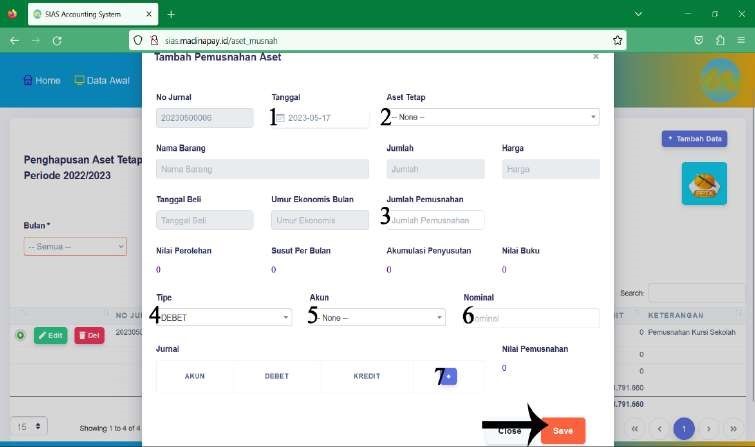 SIAS Accounting System
sias.madinapay.id/aset_musnah
Tambah Pemusnahan Aset ×
Home Data Awal
No Jurnal Tanggal Aset Tetap
20230500006 1 2023-05-17 2 -- None --
+ Tambah Data
Nama Barang Jumlah Harga
Nama Barang Jumlah Harga
Penghapusan Aset Tetap
Periode 2022/2023
Tanggal Beli Umur Ekonomis Bulan Jumlah Pemusnahan
Tanggal Beli Umur Ekonomis 3 Jumlah Pemusnahan
Bulan *
-- Semua --
Nilai Perolehan Susut Per Bulan Akumulasi Penyusutan Nilai Buku
0 0 0 0
Search:
Tipe Akun Nominal
4 DEBET 5 - None -- 6 ominal
NO JU IT KETERANGAN
Edit Del 202305 0 Pemusnahan Kursi Sekolah
Jurnal Nilai Pemusnahan
0
AKUN DEBET KREDIT 7 + 0
0
.791.660
.791.660
15 Showing 1 to 4 of 4 Close Save « ‹ 1 › »